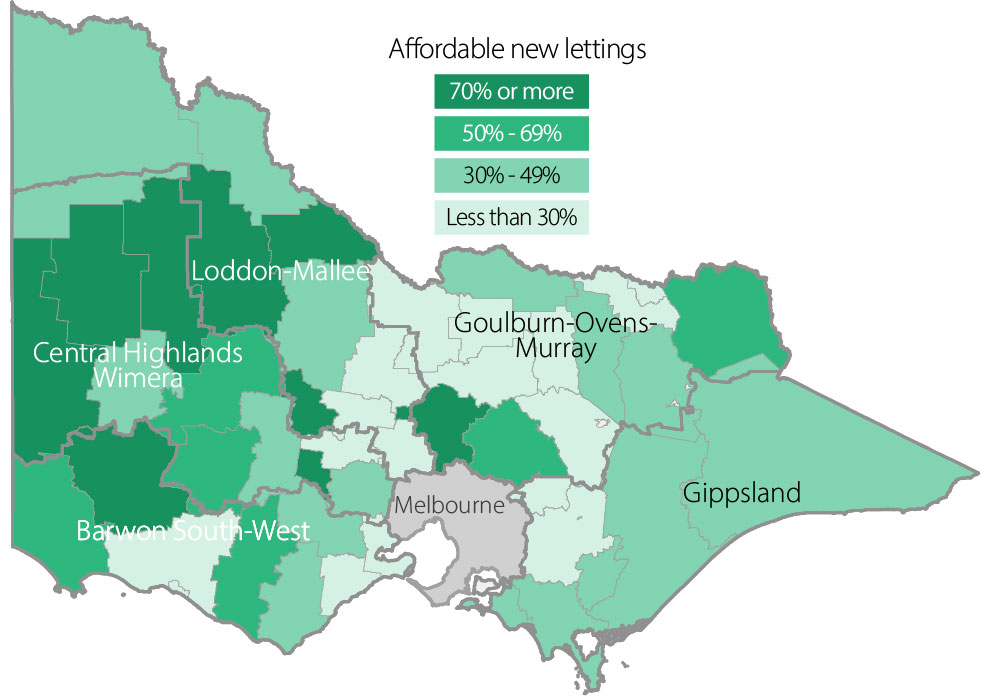 Affordable new lettings
70% or more
50% - 69%
30% - 49%
Less than 30%
Loddon-Mallee
Goulburn-Ovens-
Murray
Central Highlands
Wimera
Gippsland
Melbourne
Barwon South-West